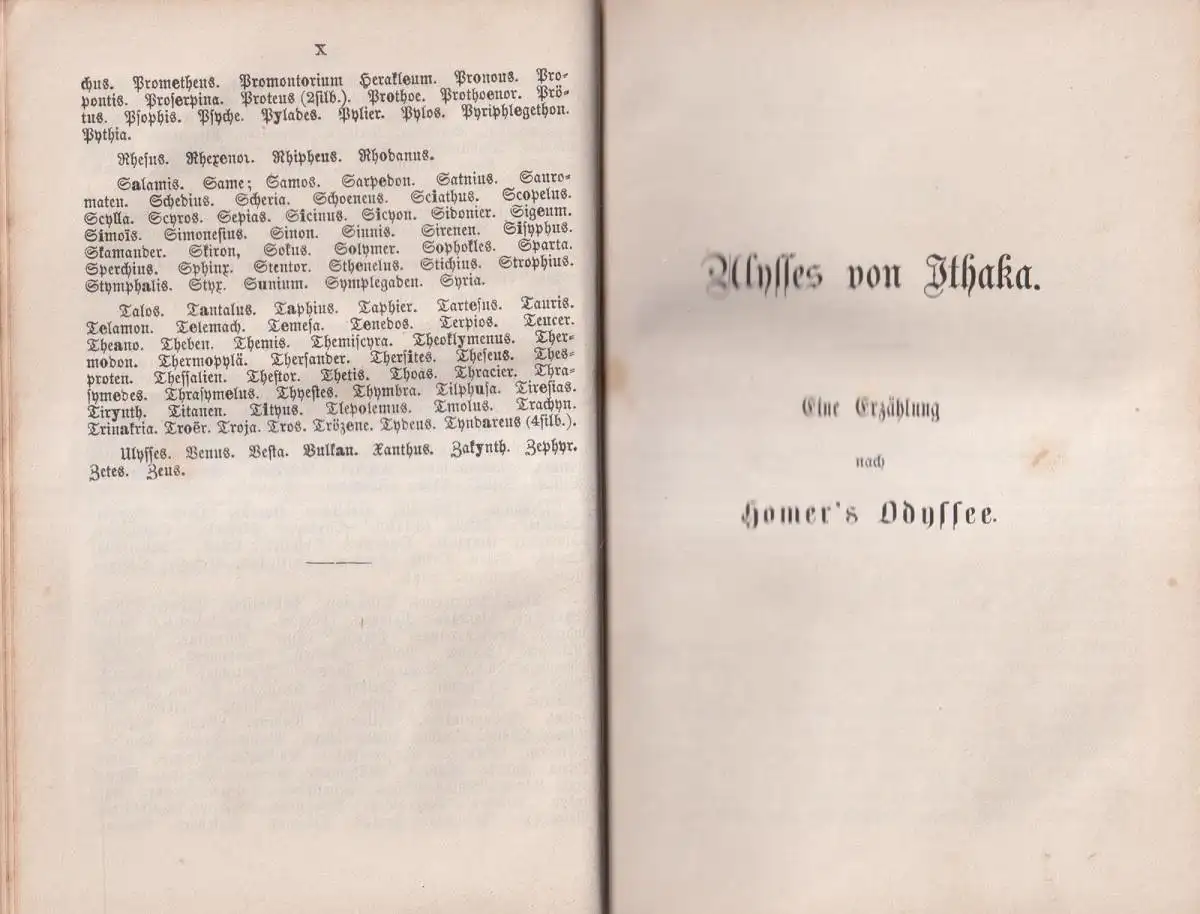 X
chus. Prometheus. Promontorium Herakleum. Pronous. Pro-
pontis. Proserpina. Proteus (2silb.). Prothoe. Prothoenor. Prö-
tus. Psophis. Psyche. Pylades. Pylier. Pylos. Pyriphlegethon.
Pythia.
Rhesus. Rhexenor. Rhipheus. Rhodanus.
Salamis. Same; Samos. Sarpedon. Satnius. Sauro-
maten. Schedius. Scheria. Schoeneus. Sciathus. Scopelus.
Scylla. Scyros. Sepias. Sicinus. Sicyon. Sidonier. Sigeum.
Simoïs. Simonesius. Sinon. Sinnis. Sirenen. Sisyphus.
Skamander. Skiron, Sokus. Solymer. Sophokles. Sparta.
Sperchius. Sphinx. Stentor. Sthenelus. Stichius. Strophius.
Stymphalis. Styx. Sunium. Symplegaden. Syria.
Talos. Tantalus. Taphius. Taphier. Tartesus. Tauris.
Telamon. Telemach. Temesa. Tenedos. Terpios. Teucer.
Theano. Theben. Themis. Themiscyra. Theoklymenus. Ther-
modon. Thermopylä. Thersander. Thersites. Theseus. Thes-
proten. Thessalien. Thestor. Thetis. Thoas. Thracier. Thra-
symedes. Thrasymelus. Thyestes. Thymbra. Tilphusa. Tiresias.
Tirynth. Titanen. Tityus. Tlepolemus. Tmolus. Trachyn.
Trinakria. Troër. Troja. Tros. Trözene. Tydeus. Tyndareus (4silb.).
Ulysses. Venus. Vesta. Vulkan. Xanthus. Zakynth. Zephyr.
Zetes. Zeus.
Ulysses von Ithaka.
Eine Erzählung
nach
Homer's Odyssee.